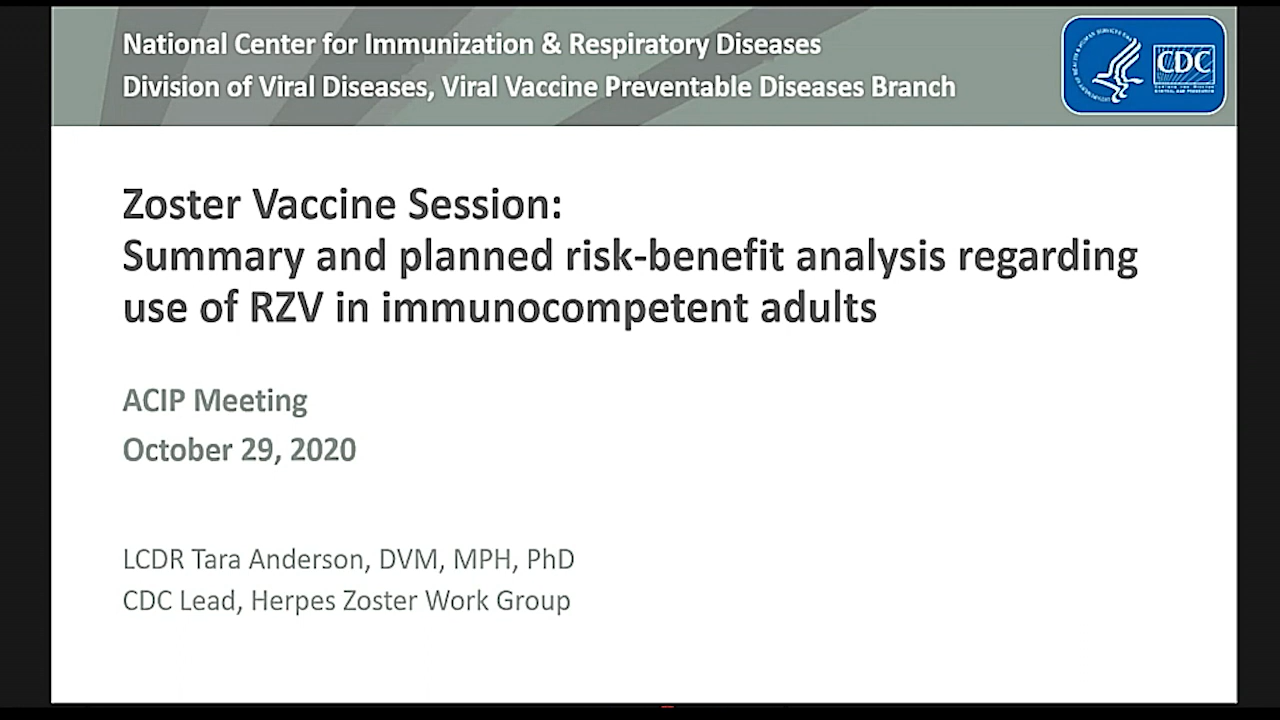 National Center for Immunization & Respiratory Diseases
Division of Viral Diseases, Viral Vaccine Preventable Diseases Branch
CDC
Zoster Vaccine Session:
Summary and planned risk-benefit analysis regarding
use of RZV in immunocompetent adults
ACIP Meeting
October 29, 2020
LCDR Tara Anderson, DVM, MPH, PhD
CDC Lead, Herpes Zoster Work Group